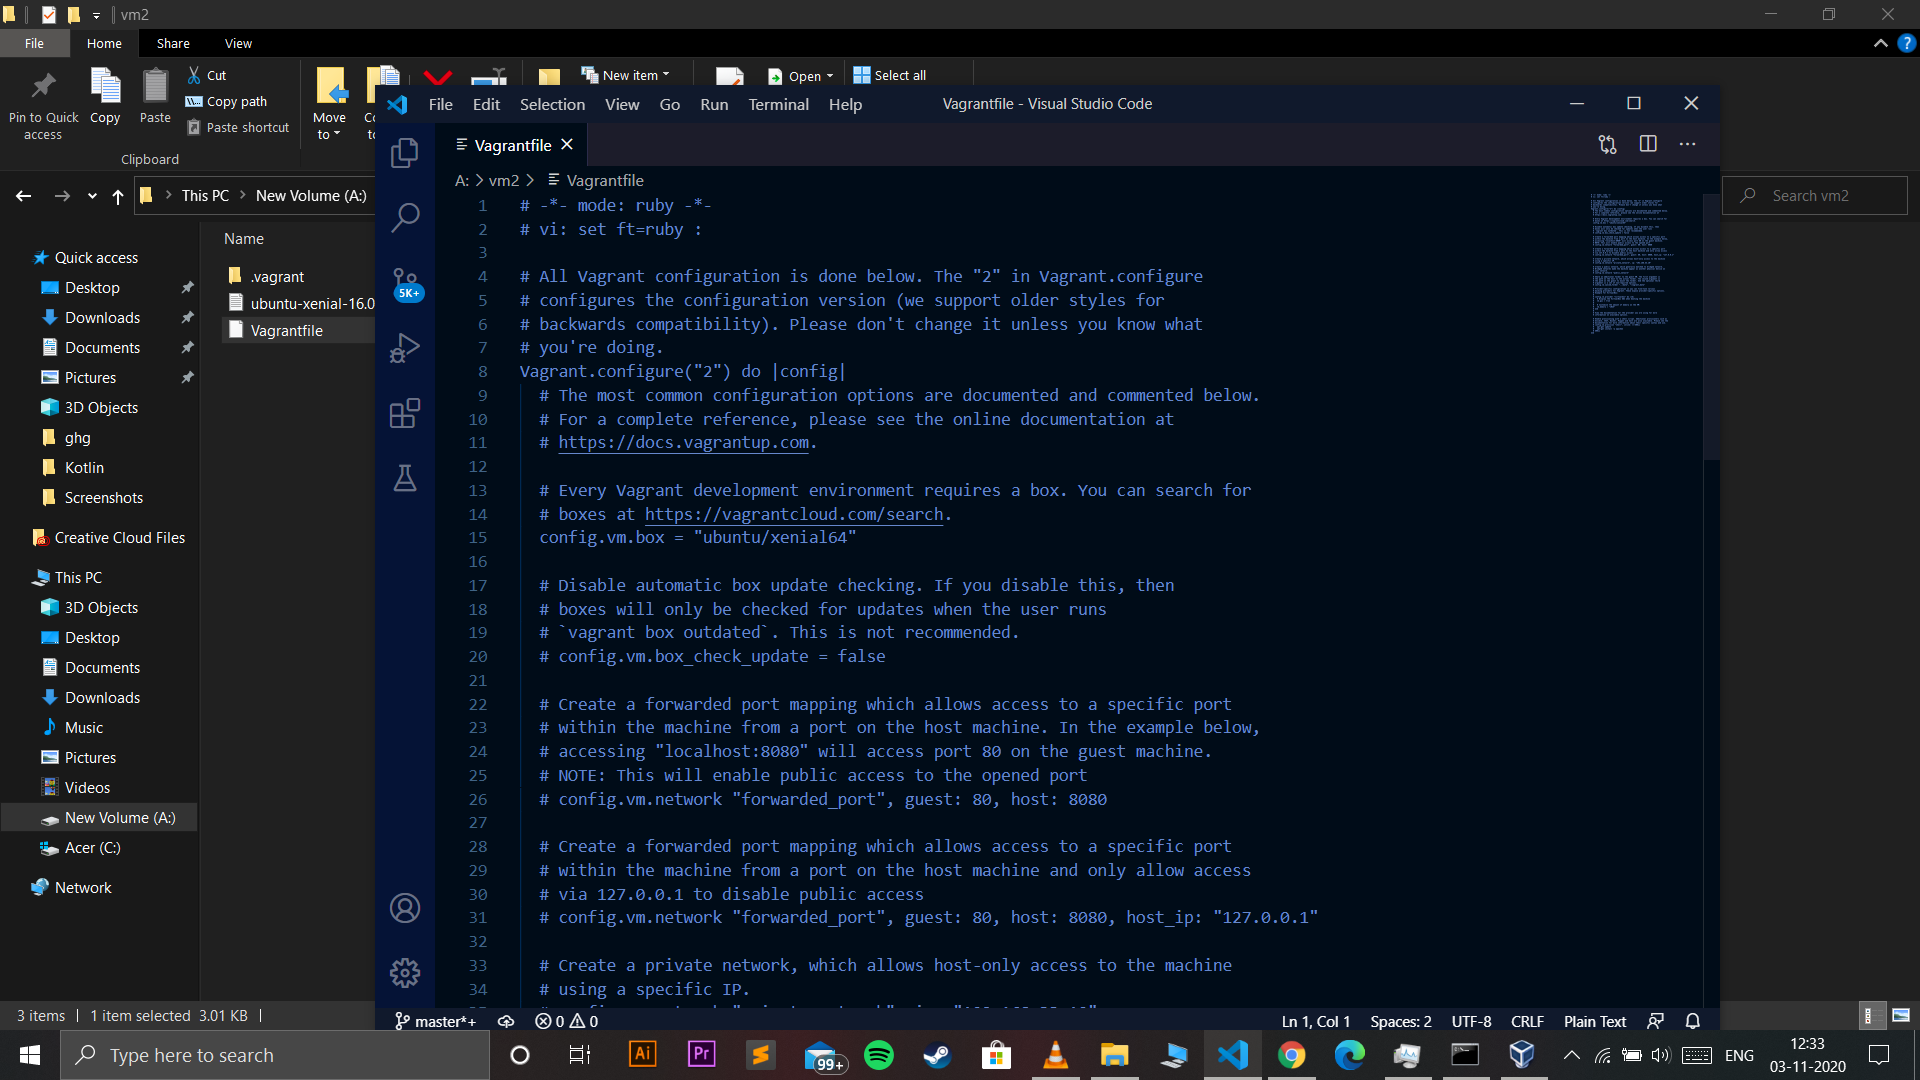 vm2
File
Home
Share
View
Pin to Quick access
Copy
Paste
Cut
Copy path
Paste shortcut
Clipboard
Move to
New item
Open
Select all
This PC
New Volume (A:)
Search vm2
Name
.vagrant
ubuntu-xenial-16.0
Vagrantfile
Quick access
Desktop
Downloads
Documents
Pictures
3D Objects
ghg
Kotlin
Screenshots
Creative Cloud Files
This PC
3D Objects
Desktop
Documents
Downloads
Music
Pictures
Videos
New Volume (A:)
Acer (C:)
Network
3 items
1 item selected 3.01 KB
File Edit Selection View Go Run Terminal Help
Vagrantfile - Visual Studio Code
Vagrantfile
A: > vm2 > Vagrantfile
5K+
1 # -*- mode: ruby -*-
2 # vi: set ft=ruby :
3
4 # All Vagrant configuration is done below. The "2" in Vagrant.configure
5 # configures the configuration version (we support older styles for
6 # backwards compatibility). Please don't change it unless you know what
7 # you're doing.
8 Vagrant.configure("2") do |config|
9 # The most common configuration options are documented and commented below.
10 # For a complete reference, please see the online documentation at
11 # https://docs.vagrantup.com.
12
13 # Every Vagrant development environment requires a box. You can search for
14 # boxes at https://vagrantcloud.com/search.
15 config.vm.box = "ubuntu/xenial64"
16
17 # Disable automatic box update checking. If you disable this, then
18 # boxes will only be checked for updates when the user runs
19 # `vagrant box outdated`. This is not recommended.
20 # config.vm.box_check_update = false
21
22 # Create a forwarded port mapping which allows access to a specific port
23 # within the machine from a port on the host machine. In the example below,
24 # accessing "localhost:8080" will access port 80 on the guest machine.
25 # NOTE: This will enable public access to the opened port
26 # config.vm.network "forwarded_port", guest: 80, host: 8080
27
28 # Create a forwarded port mapping which allows access to a specific port
29 # within the machine from a port on the host machine and only allow access
30 # via 127.0.0.1 to disable public access
31 # config.vm.network "forwarded_port", guest: 80, host: 8080, host_ip: "127.0.0.1"
32
33 # Create a private network, which allows host-only access to the machine
34 # using a specific IP.
master*+
0 0
Ln 1, Col 1
Spaces: 2
UTF-8
CRLF
Plain Text
Type here to search
Ai
Pr
99+
ENG
12:33
03-11-2020